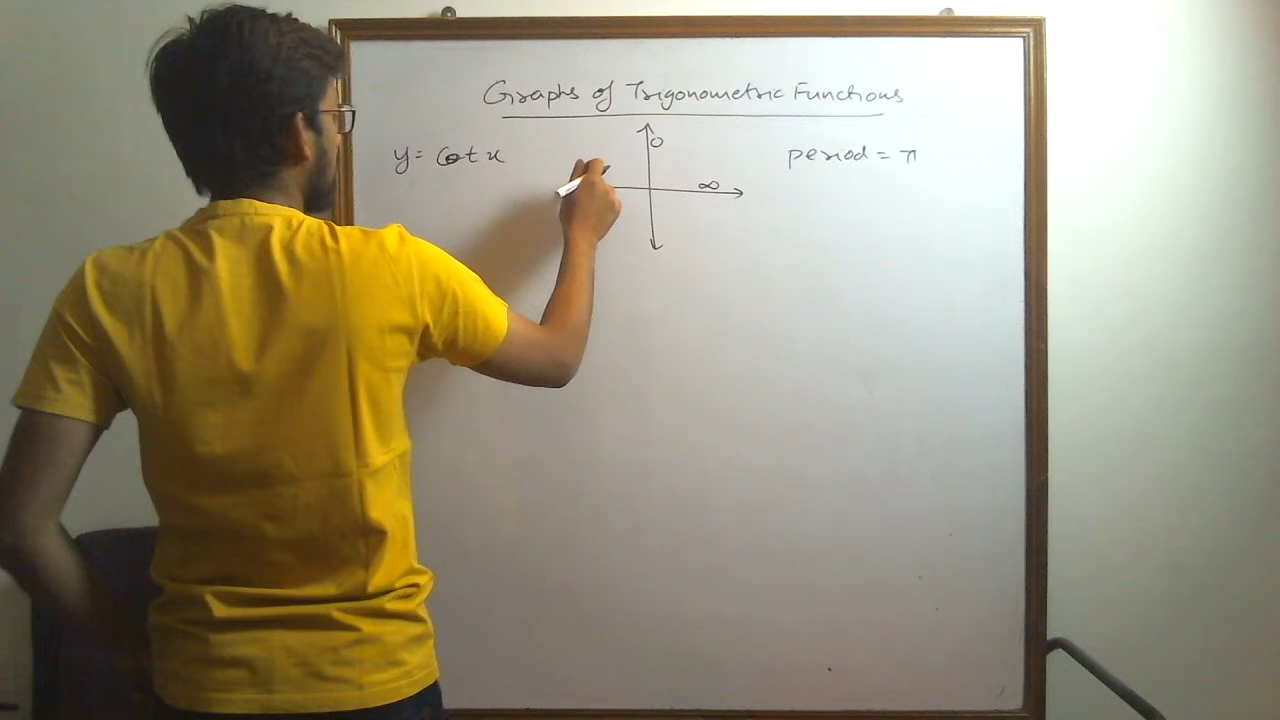 Graphs of Trigonometric Functions
y = cot x
0
period = π
∞